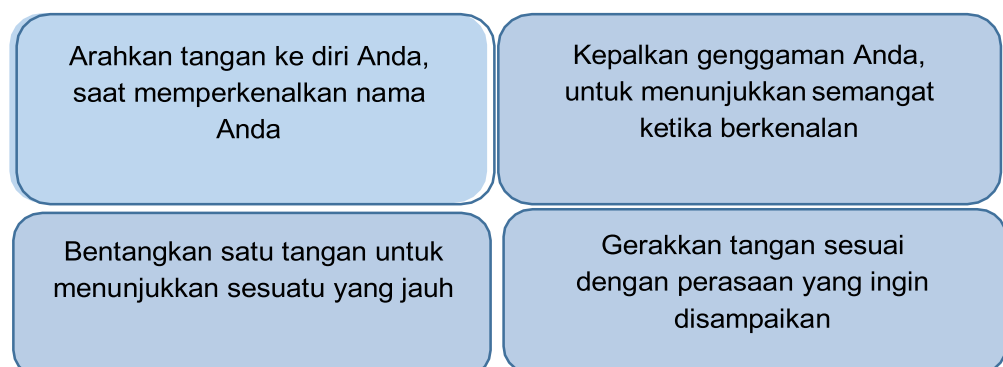 Arahkan tangan ke diri Anda,
saat memperkenalkan nama
Anda
Kepalkan genggaman Anda,
untuk menunjukkan semangat
ketika berkenalan
Bentangkan satu tangan untuk
menunjukkan sesuatu yang jauh
Gerakkan tangan sesuai
dengan perasaan yang ingin
disampaikan